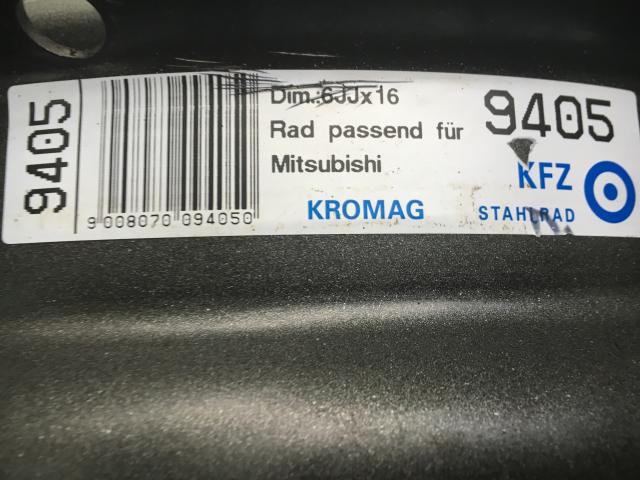 9405
9 008070 094050
Dim.:6JJx16
Rad passend für
Mitsubishi
KROMAG
9405
KFZ
STAHLRAD